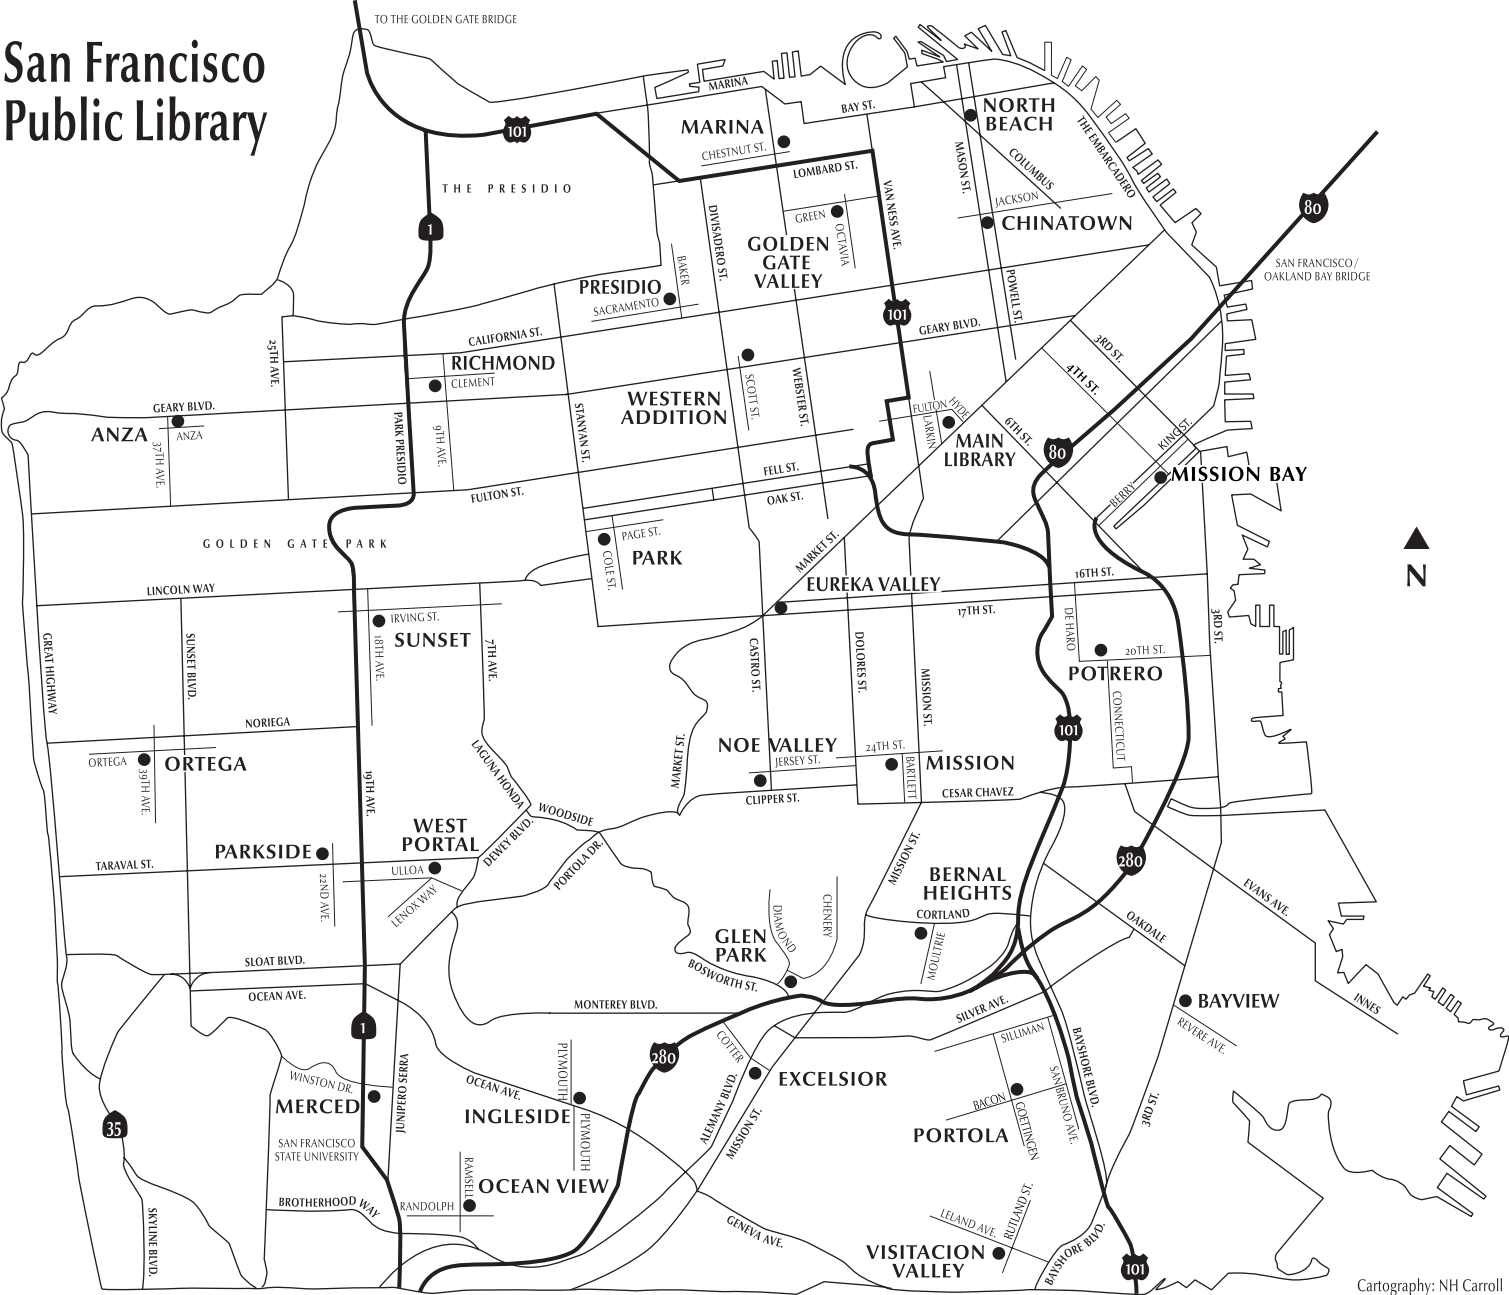 TO THE GOLDEN GATE BRIDGE
San Francisco
Public Library
101
MARINA
BAY ST.
NORTH
BEACH
MARINA
CHESTNUT ST.
THE EMBARCADERO
MASON ST.
COLUMBUS
LOMBARD ST.
THE PRESIDIO
VAN NESS AVE.
JACKSON
CHINATOWN
80
1
DIVISADERO ST.
GREEN
OCTAVIA
GOLDEN
GATE
VALLEY
BAKER
PRESIDIO
SACRAMENTO
POWELL ST.
SAN FRANCISCO/
OAKLAND BAY BRIDGE
101
GEARY BLVD.
CALIFORNIA ST.
25TH AVE.
RICHMOND
CLEMENT
3RD ST.
4TH ST.
SCOTT ST.
WEBSTER ST.
WESTERN
ADDITION
GEARY BLVD.
ANZA
ANZA
37TH AVE.
PARK PRESIDIO
9TH AVE.
STANYAN ST.
FULTON
HYDE
LARKIN
MAIN
LIBRARY
6TH ST.
80
KING ST.
MISSION BAY
BERRY
FELL ST.
OAK ST.
FULTON ST.
GOLDEN GATE PARK
PAGE ST.
COLE ST.
PARK
MARKET ST.
N
EUREKA VALLEY
16TH ST.
17TH ST.
LINCOLN WAY
IRVING ST.
SUNSET
18TH AVE.
7TH AVE.
GREAT HIGHWAY
SUNSET BLVD.
CASTRO ST.
DOLORES ST.
MISSION ST.
DE HARO
20TH ST.
POTRERO
CONNECTICUT
3RD ST.
101
NORIEGA
ORTEGA
ORTEGA
39TH AVE.
19TH AVE.
LAGUNA HONDA
MARKET ST.
NOE VALLEY
JERSEY ST.
24TH ST.
BARTLETT
MISSION
CLIPPER ST.
CESAR CHAVEZ
WOODSIDE
WEST
PORTAL
DEWEY BLVD.
PORTOLA DR.
PARKSIDE
TARAVAL ST.
22ND AVE.
ULLOA
LENOX WAY
MISSION ST.
280
BERNAL
HEIGHTS
CORTLAND
MOULTRIE
EVANS AVE.
OAKDALE
DIAMOND
CHENERY
GLEN
PARK
BOSWORTH ST.
SLOAT BLVD.
OCEAN AVE.
MONTEREY BLVD.
SILVER AVE.
BAYVIEW
REVERE AVE.
INNES
1
280
COTTER
EXCELSIOR
SILLIMAN
BAYSHORE BLVD.
SAN BRUNO AVE.
BACON
GOETTINGEN
PORTOLA
3RD ST.
WINSTON DR.
MERCED
JUNIPERO SERRA
OCEAN AVE.
PLYMOUTH
INGLESIDE
PLYMOUTH
ALEMANY BLVD.
MISSION ST.
35
SAN FRANCISCO
STATE UNIVERSITY
BROTHERHOOD WAY
RAMSELL
OCEAN VIEW
RANDOLPH
SKYLINE BLVD.
GENEVA AVE.
LELAND AVE.
RUTLAND ST.
VISITACION
VALLEY
BAYSHORE BLVD.
101
Cartography: NH Carroll